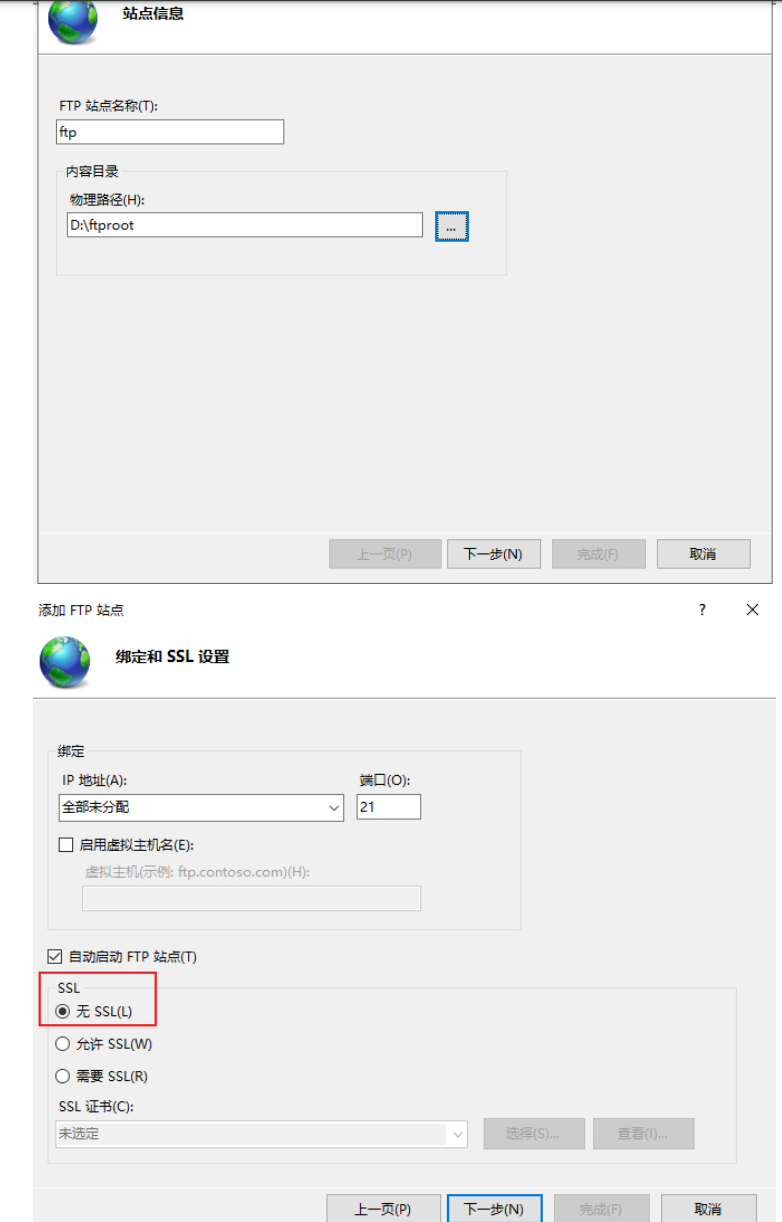 站点信息
FTP 站点名称(T):
ftp
内容目录
物理路径(H):
D:\ftproot
...
上一页(P) 下一步(N) 完成(F) 取消
添加 FTP 站点 ? ×
绑定和 SSL 设置
绑定
IP 地址(A): 端口(O):
全部未分配 21
启用虚拟主机名(E):
虚拟主机(示例: ftp.contoso.com)(H):
自动启动 FTP 站点(T)
SSL
无 SSL(L)
允许 SSL(W)
需要 SSL(R)
SSL 证书(C):
未选定 选择(S)... 查看(I)...
上一页(P) 下一步(N) 完成(F) 取消